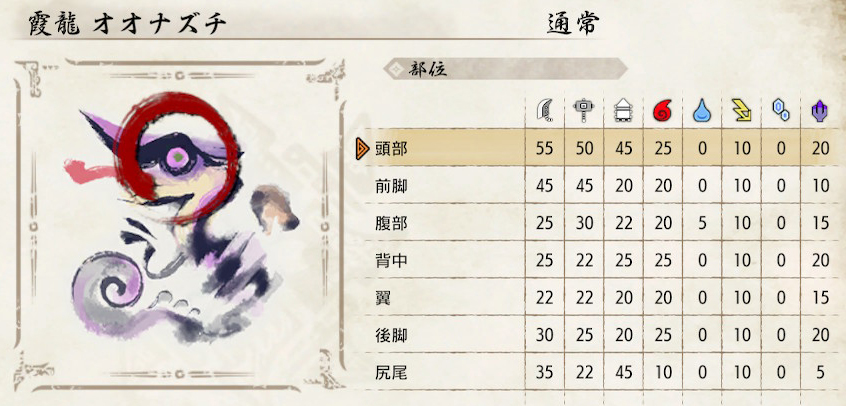 霞龍 オオナズチ 通常
部位
頭部 55 50 45 25 0 10 0 20
前脚 45 45 20 20 0 10 0 10
腹部 25 30 22 20 5 10 0 15
背中 25 22 25 25 0 10 0 20
翼 22 22 20 20 0 10 0 15
後脚 30 25 20 25 0 10 0 20
尻尾 35 22 45 10 0 10 0 5